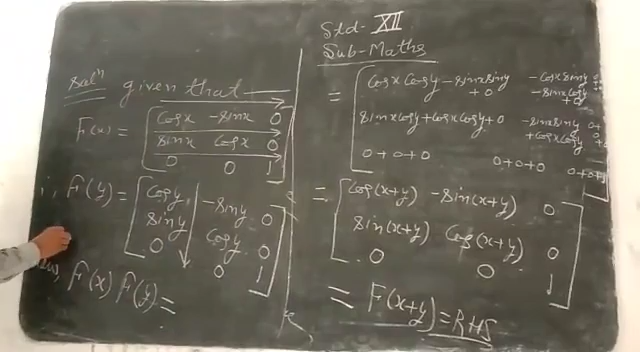 Std- XII
Sub- Maths
Solⁿ given that
F(x) = [ Cosx -sinx 0
sinx Cosx 0
0 0 1 ]
F(y) = [ Cosy -siny 0
siny Cosy 0
0 0 1 ]
F(x) F(y) =
= [ Cosx Cosy - sinx siny + 0 -Cosx siny - sinx Cosy + 0
sinx cosy + cosx cosy + 0 -sinx siny + Cosx Cosy
0+0+0 0+0+0 0+0+1 ]
= [ Cos(x+y) -sin(x+y) 0
sin(x+y) Cos(x+y) 0
0 0 1 ]
= F(x+y) = RHS